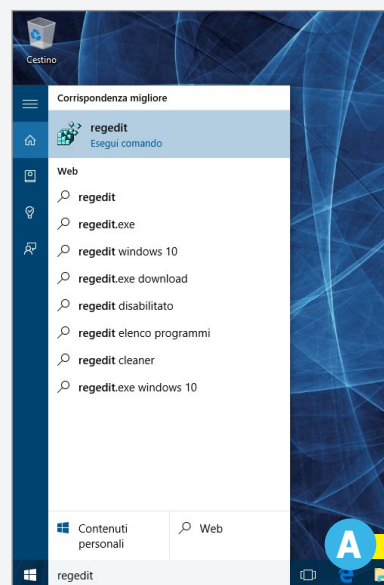 Cestino
Corrispondenza migliore
regedit
Esegui comando
Web
regedit
regedit.exe
regedit windows 10
regedit.exe download
regedit disabilitato
regedit elenco programmi
regedit cleaner
regedit.exe windows 10
Contenuti
personali
Web
A
regedit